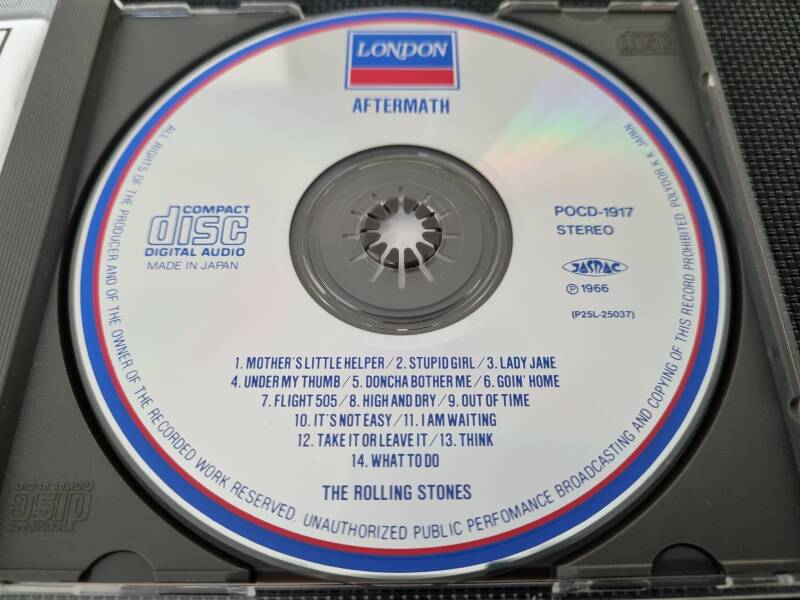 LONDON
AFTERMATH
COMPACT
disc
DIGITAL AUDIO
MADE IN JAPAN
POCD-1917
STEREO
JASRAC
Ⓟ 1966
(P25L-25037)
1. MOTHER'S LITTLE HELPER / 2. STUPID GIRL / 3. LADY JANE
4. UNDER MY THUMB / 5. DONCHA BOTHER ME / 6. GOIN' HOME
7. FLIGHT 505 / 8. HIGH AND DRY / 9. OUT OF TIME
10. IT'S NOT EASY / 11. I AM WAITING
12. TAKE IT OR LEAVE IT / 13. THINK
14. WHAT TO DO
THE ROLLING STONES
ALL RIGHTS OF THE PRODUCER AND OF THE OWNER OF THE RECORDED WORK RESERVED. UNAUTHORIZED PUBLIC PERFOMANCE BROADCASTING AND COPYING OF THIS RECORD PROHIBITED. POLYDOR K.K. JAPAN
disc
COMPACT
disc
DIGITAL AUDIO